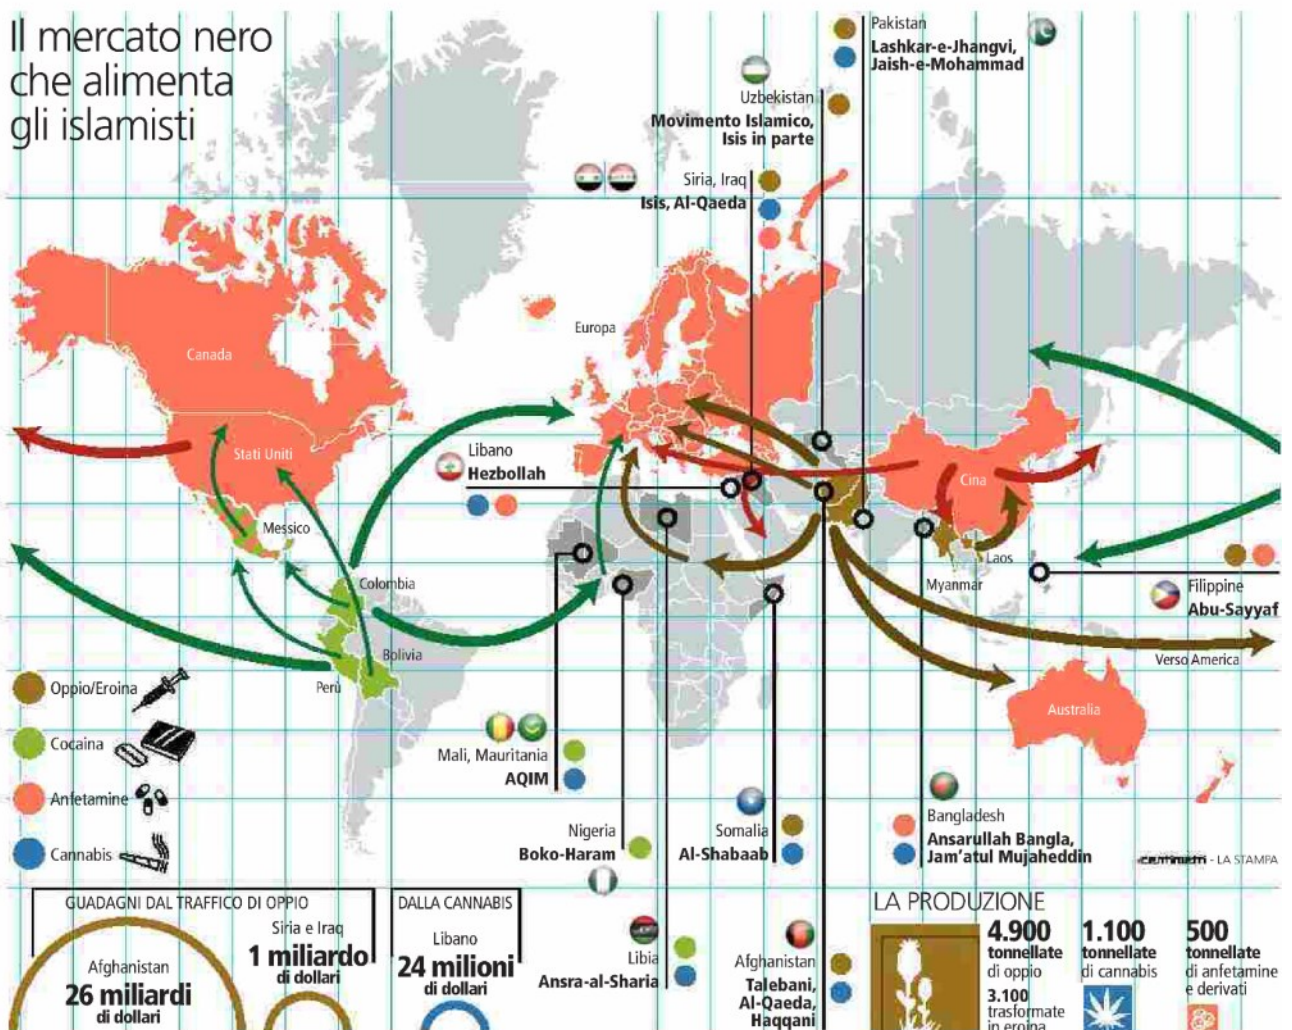 Il mercato nero
che alimenta
gli islamisti
Pakistan
Lashkar-e-Jhangvi,
Jaish-e-Mohammad
Uzbekistan
Movimento Islamico,
Isis in parte
Siria, Iraq
Isis, Al-Qaeda
Europa
Canada
Stati Uniti
Libano
Hezbollah
Cina
Messico
Laos
Myanmar
Colombia
Filippine
Abu-Sayyaf
Bolivia
Perù
Verso America
Australia
Oppio/Eroina
Cocaina
Anfetamine
Cannabis
Mali, Mauritania
AQIM
Nigeria
Boko-Haram
Somalia
Al-Shabaab
Bangladesh
Ansarullah Bangla,
Jam'atul Mujaheddin
centimetri - LA STAMPA
GUADAGNI DAL TRAFFICO DI OPPIO
Siria e Iraq
1 miliardo
di dollari
Afghanistan
26 miliardi
di dollari
DALLA CANNABIS
Libano
24 milioni
di dollari
Libia
Ansra-al-Sharia
Afghanistan
Talebani,
Al-Qaeda,
Haqqani
LA PRODUZIONE
4.900
tonnellate
di oppio
3.100
trasformate
in eroina
1.100
tonnellate
di cannabis
500
tonnellate
di anfetamine
e derivati